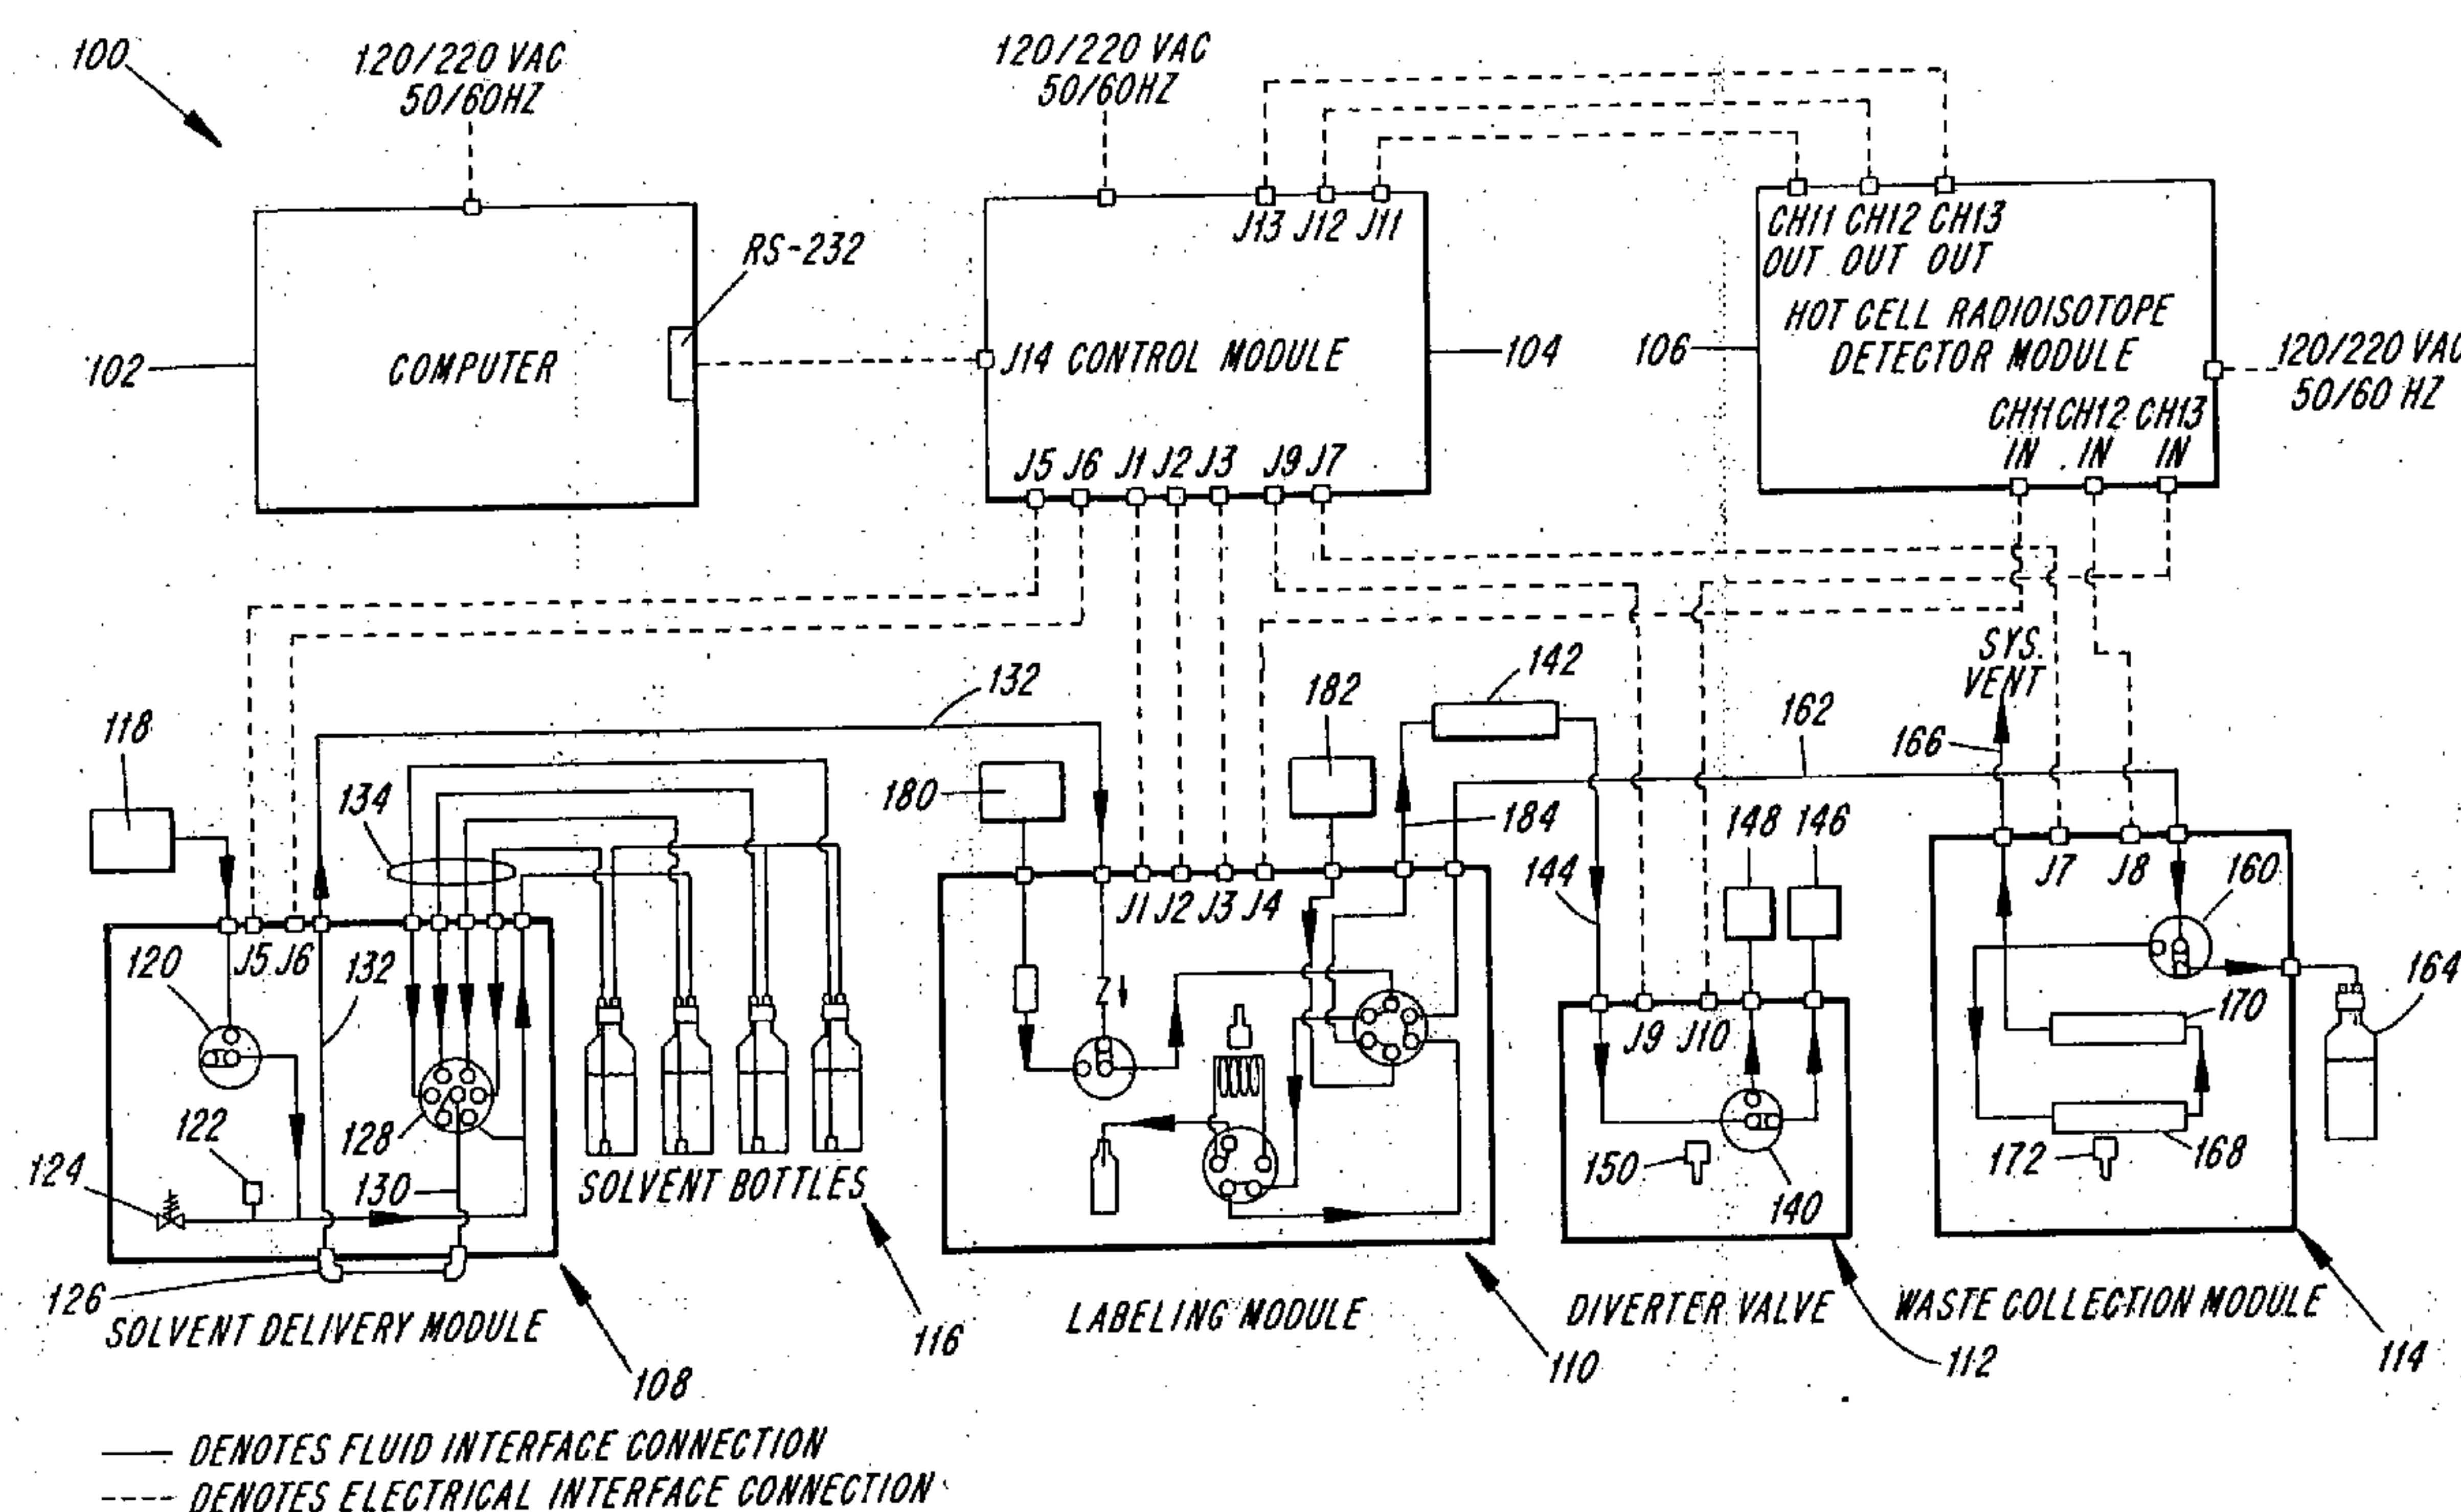 100
120/220 VAC
50/60HZ
120/220 VAC
50/60HZ
RS-232
J13 J12 J11
CH11 CH12 CH13
OUT OUT OUT
HOT CELL RADIOISOTOPE
DETECTOR MODULE
102
COMPUTER
J14 CONTROL MODULE
104
106
120/220 VAC
50/60 HZ
CH11 CH12 CH13
IN IN IN
J5 J6 J1 J2 J3 J9 J7
SYS.
VENT
118
134
132
180
182
142
184
144
148 146
162
166
120
J5 J6
132
J1 J2 J3 J4
J9 J10
J7 J8
160
164
122
124
128
130
126
SOLVENT BOTTLES
116
150
140
170
172
168
SOLVENT DELIVERY MODULE
108
LABELING MODULE
110
DIVERTER VALVE
112
WASTE COLLECTION MODULE
114
DENOTES FLUID INTERFACE CONNECTION
DENOTES ELECTRICAL INTERFACE CONNECTION